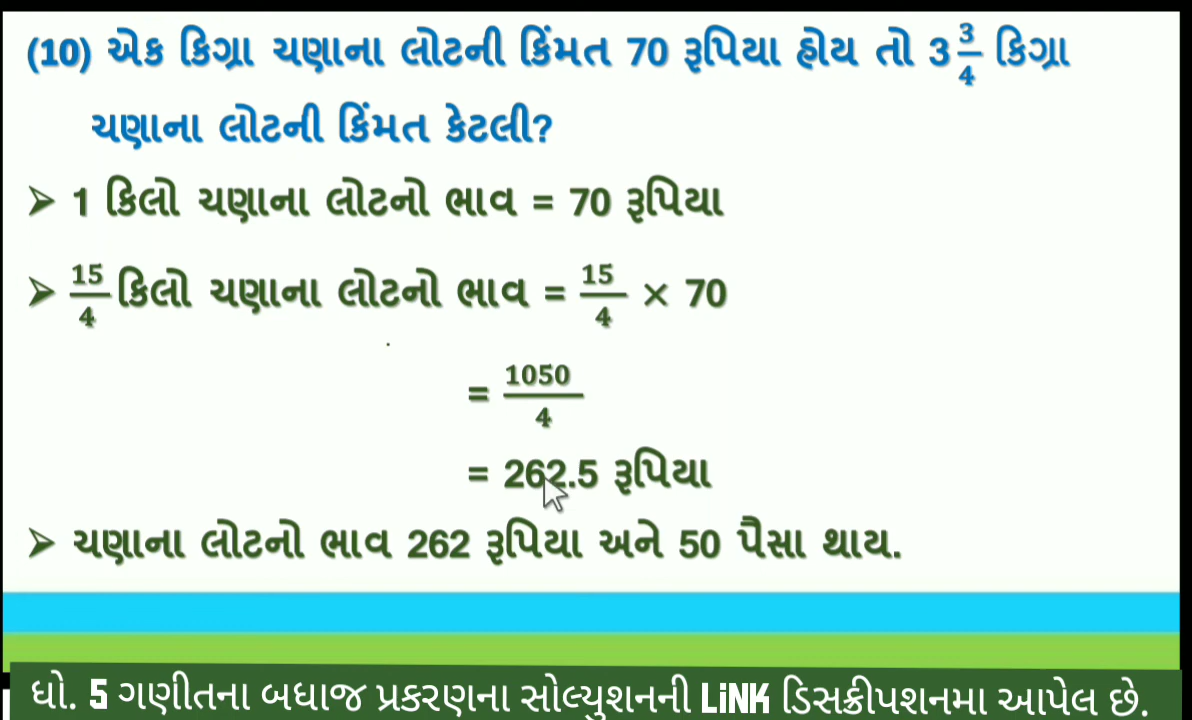 (10) એક કિગ્રા ચણાના લોટની કિંમત 70 રૂપિયા હોય તો 3 3/4 કિગ્રા
ચણાના લોટની કિંમત કેટલી?
➢ 1 કિલો ચણાના લોટનો ભાવ = 70 રૂપિયા
➢ 15/4 કિલો ચણાના લોટનો ભાવ = 15/4 × 70
= 1050/4
= 262.5 રૂપિયા
➢ ચણાના લોટનો ભાવ 262 રૂપિયા અને 50 પૈસા થાય.
ધો. 5 ગણીતના બધાજ પ્રકરણના સોલ્યુશનની LiNK ડિસક્રીપશનમા આપેલ છે.